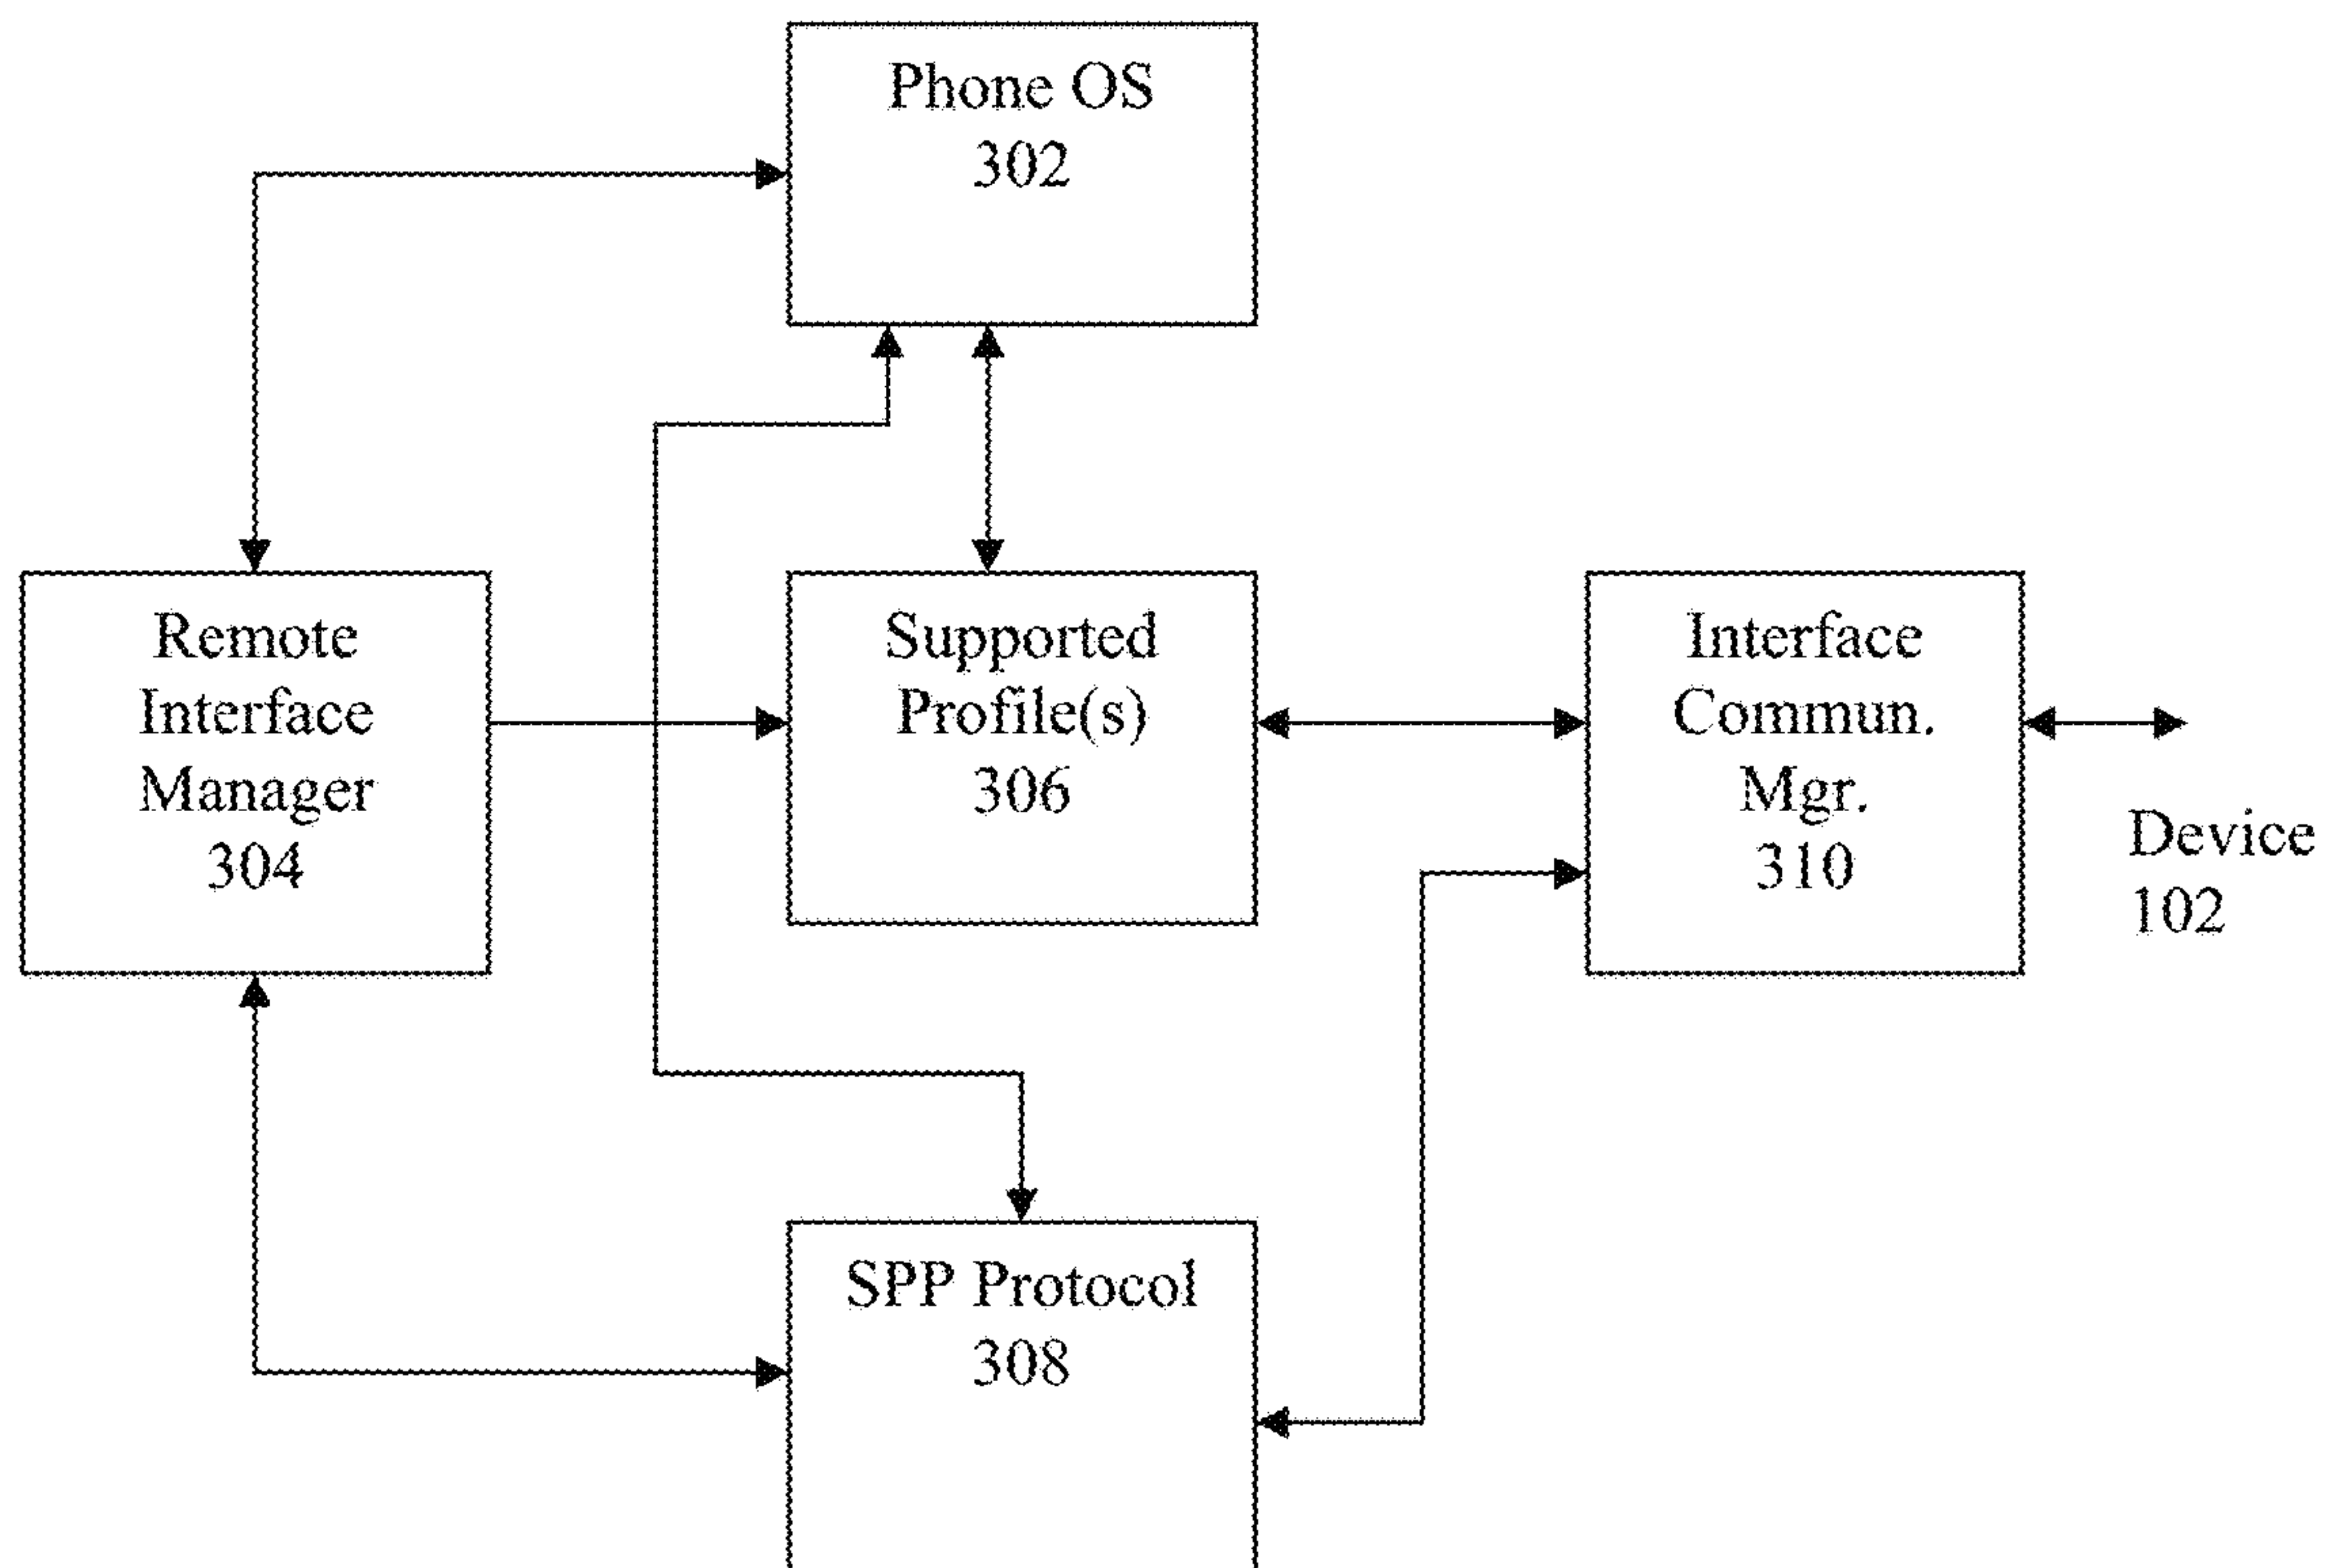 Phone OS
302
Remote
Interface
Manager
304
Supported
Profile(s)
306
Interface
Commun.
Mgr.
310
Device
102
SPP Protocol
308